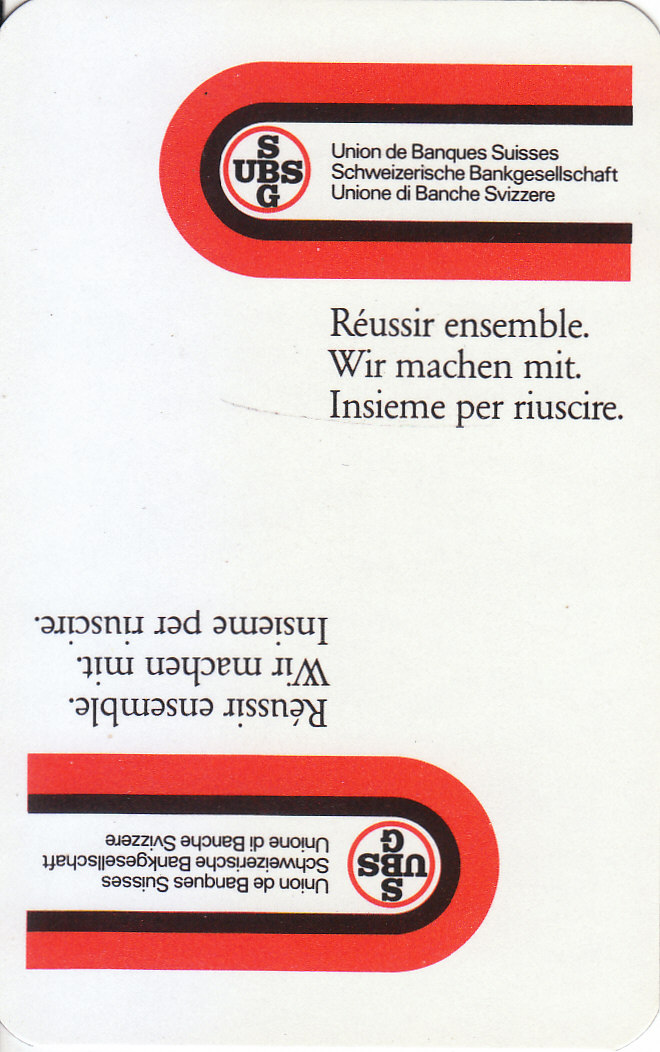 S
UBS
G
Union de Banques Suisses
Schweizerische Bankgesellschaft
Unione di Banche Svizzere
Réussir ensemble.
Wir machen mit.
Insieme per riuscire.
Réussir ensemble.
Wir machen mit.
Insieme per riuscire.
S
UBS
G
Union de Banques Suisses
Schweizerische Bankgesellschaft
Unione di Banche Svizzere